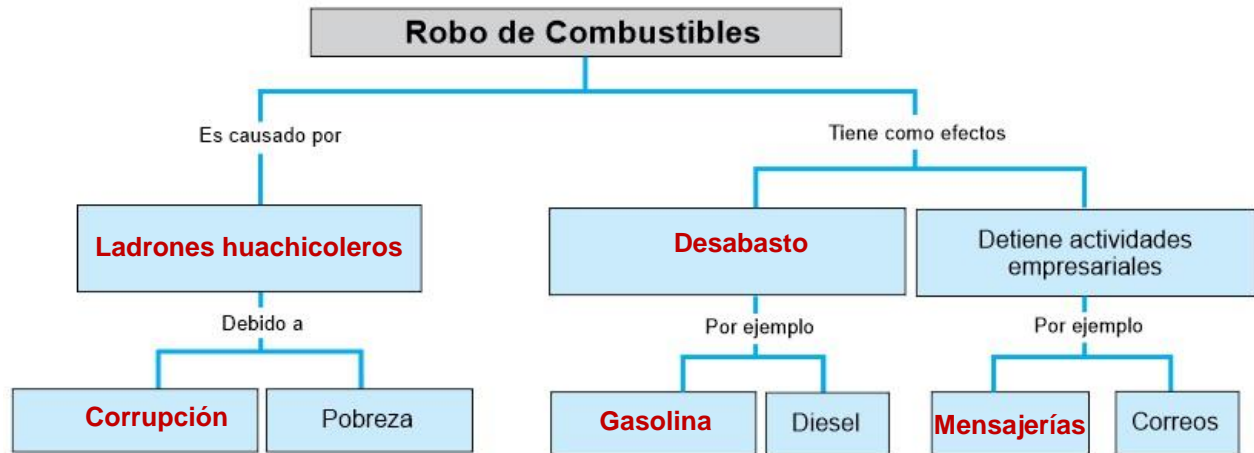 Robo de Combustibles
Es causado por
Tiene como efectos
Ladrones huachicoleros
Desabasto
Detiene actividades
empresariales
Debido a
Por ejemplo
Por ejemplo
Corrupción
Pobreza
Gasolina
Diesel
Mensajerías
Correos